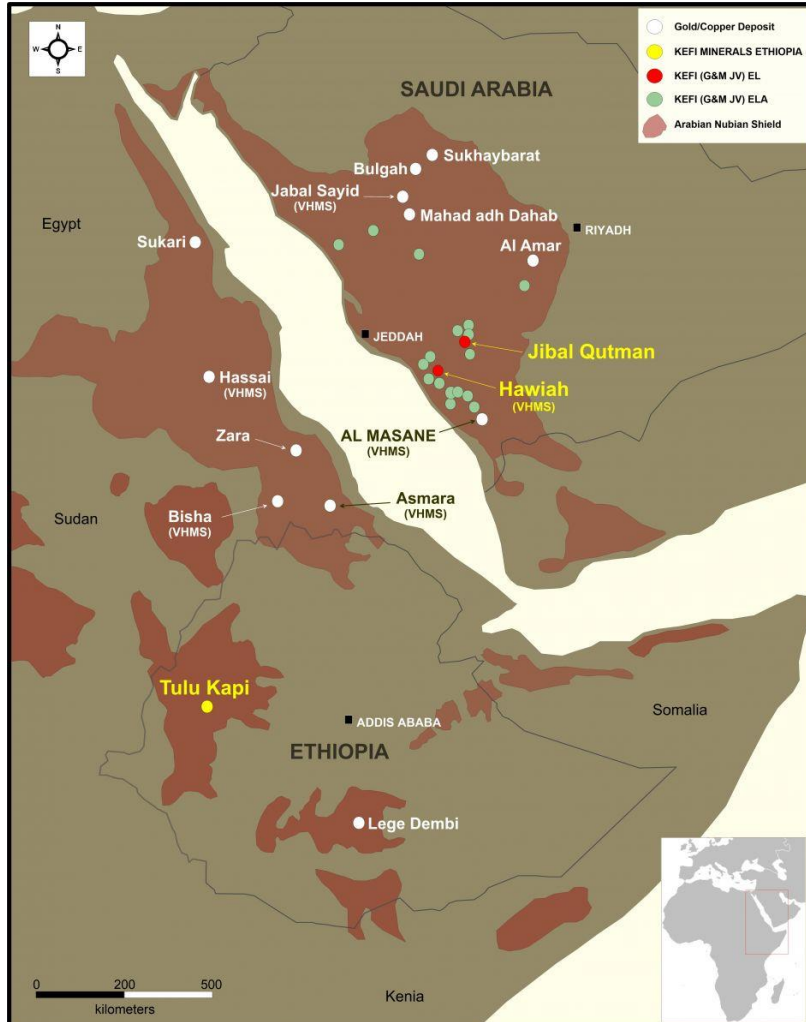 N
W
E
S
Gold/Copper Deposit
KEFI MINERALS ETHIOPIA
KEFI (G&M JV) EL
KEFI (G&M JV) ELA
Arabian Nubian Shield
SAUDI ARABIA
Sukhaybarat
Bulgah
Jabal Sayid
(VHMS)
Mahad adh Dahab
Egypt
Sukari
RIYADH
Al Amar
JEDDAH
Jibal Qutman
Hassai
(VHMS)
Hawiah
(VHMS)
Zara
AL MASANE
(VHMS)
Sudan
Bisha
(VHMS)
Asmara
(VHMS)
Tulu Kapi
ADDIS ABABA
Somalia
ETHIOPIA
Lege Dembi
0 200 500
kilometers
Kenia